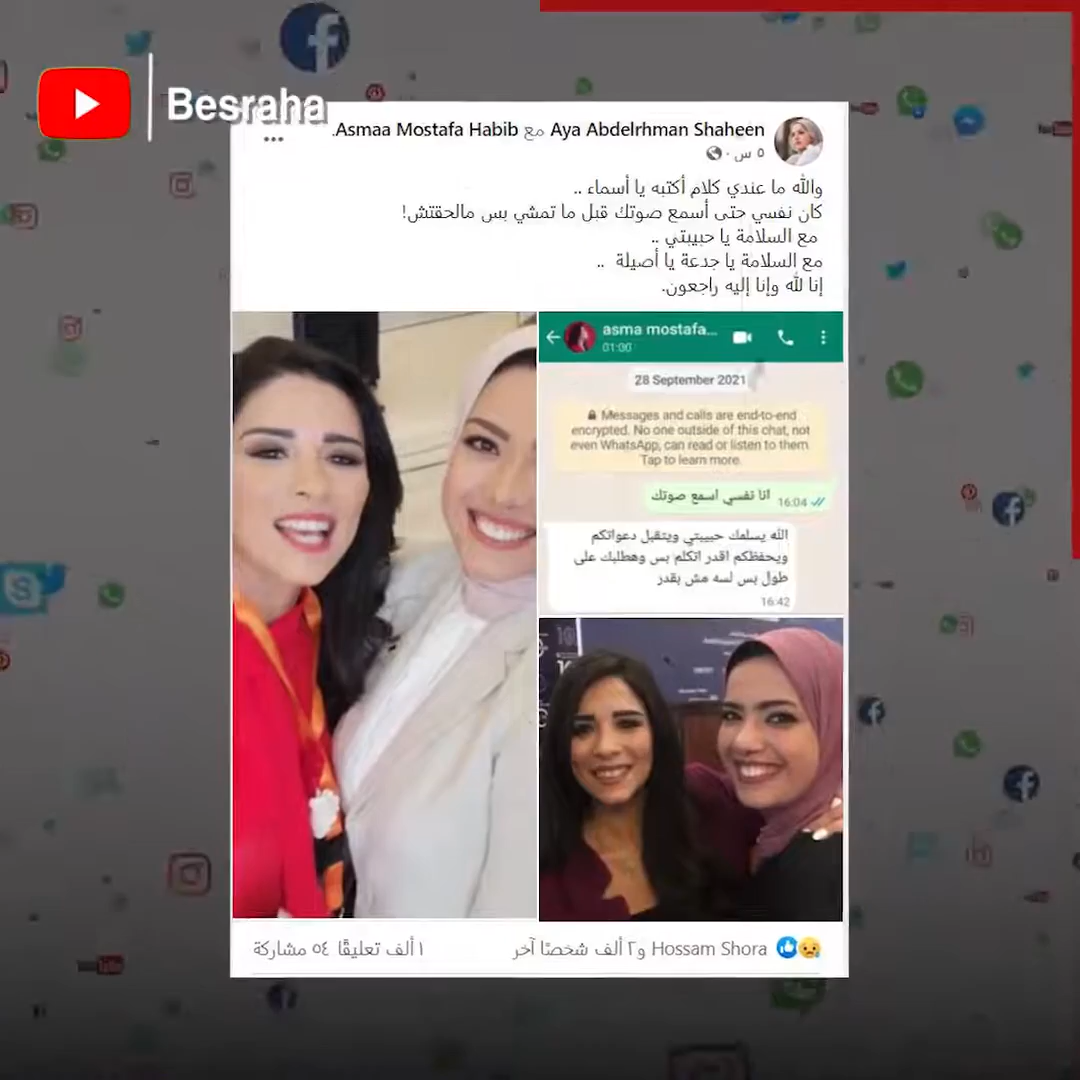 Besraha
Aya Abdelrhman Shaheen مع Asmaa Mostafa Habib.
٥ س
والله ما عندي كلام أكتبه يا أسماء ..
كان نفسي حتى أسمع صوتك قبل ما تمشي بس مالحقتش!
مع السلامة يا حبيبتي ..
مع السلامة يا جدعة يا أصيلة ..
إنا لله وإنا إليه راجعون.
asma mostafa...
01:00
28 September 2021
Messages and calls are end-to-end
encrypted. No one outside of this chat, not
even WhatsApp, can read or listen to them.
Tap to learn more.
انا نفسي اسمع صوتك
16:04
الله يسلمك حبيبتي ويتقبل دعواتكم
ويحفظكم اقدر اتكلم بس وهطلبك على
طول بس لسه مش بقدر
16:42
Hossam Shora و٢ ألف شخصًا آخر
١ ألف تعليقًا ٥٤ مشاركة